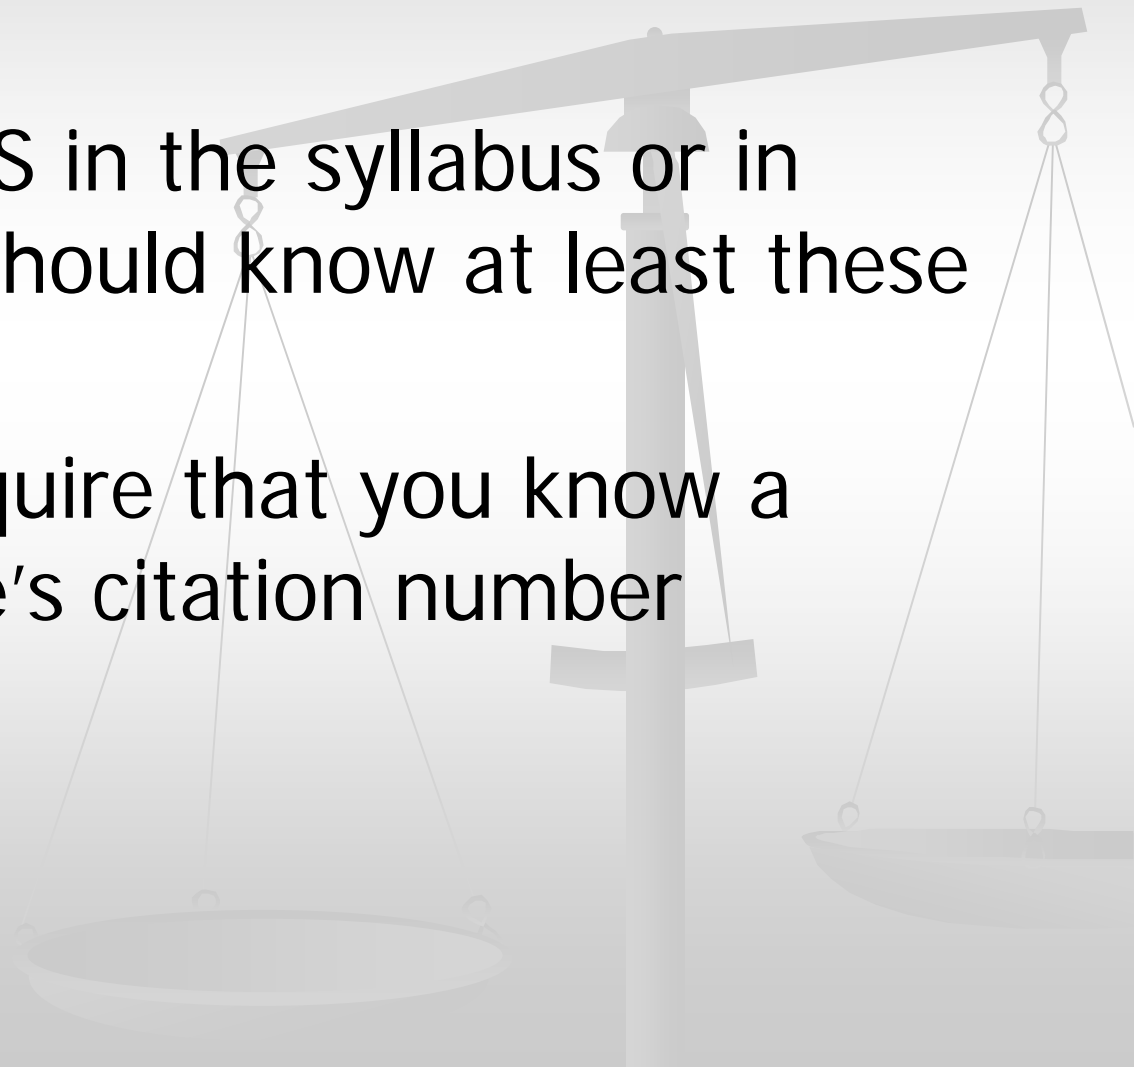 S in the syllabus or in
hould know at least these
quire that you know a
e's citation number